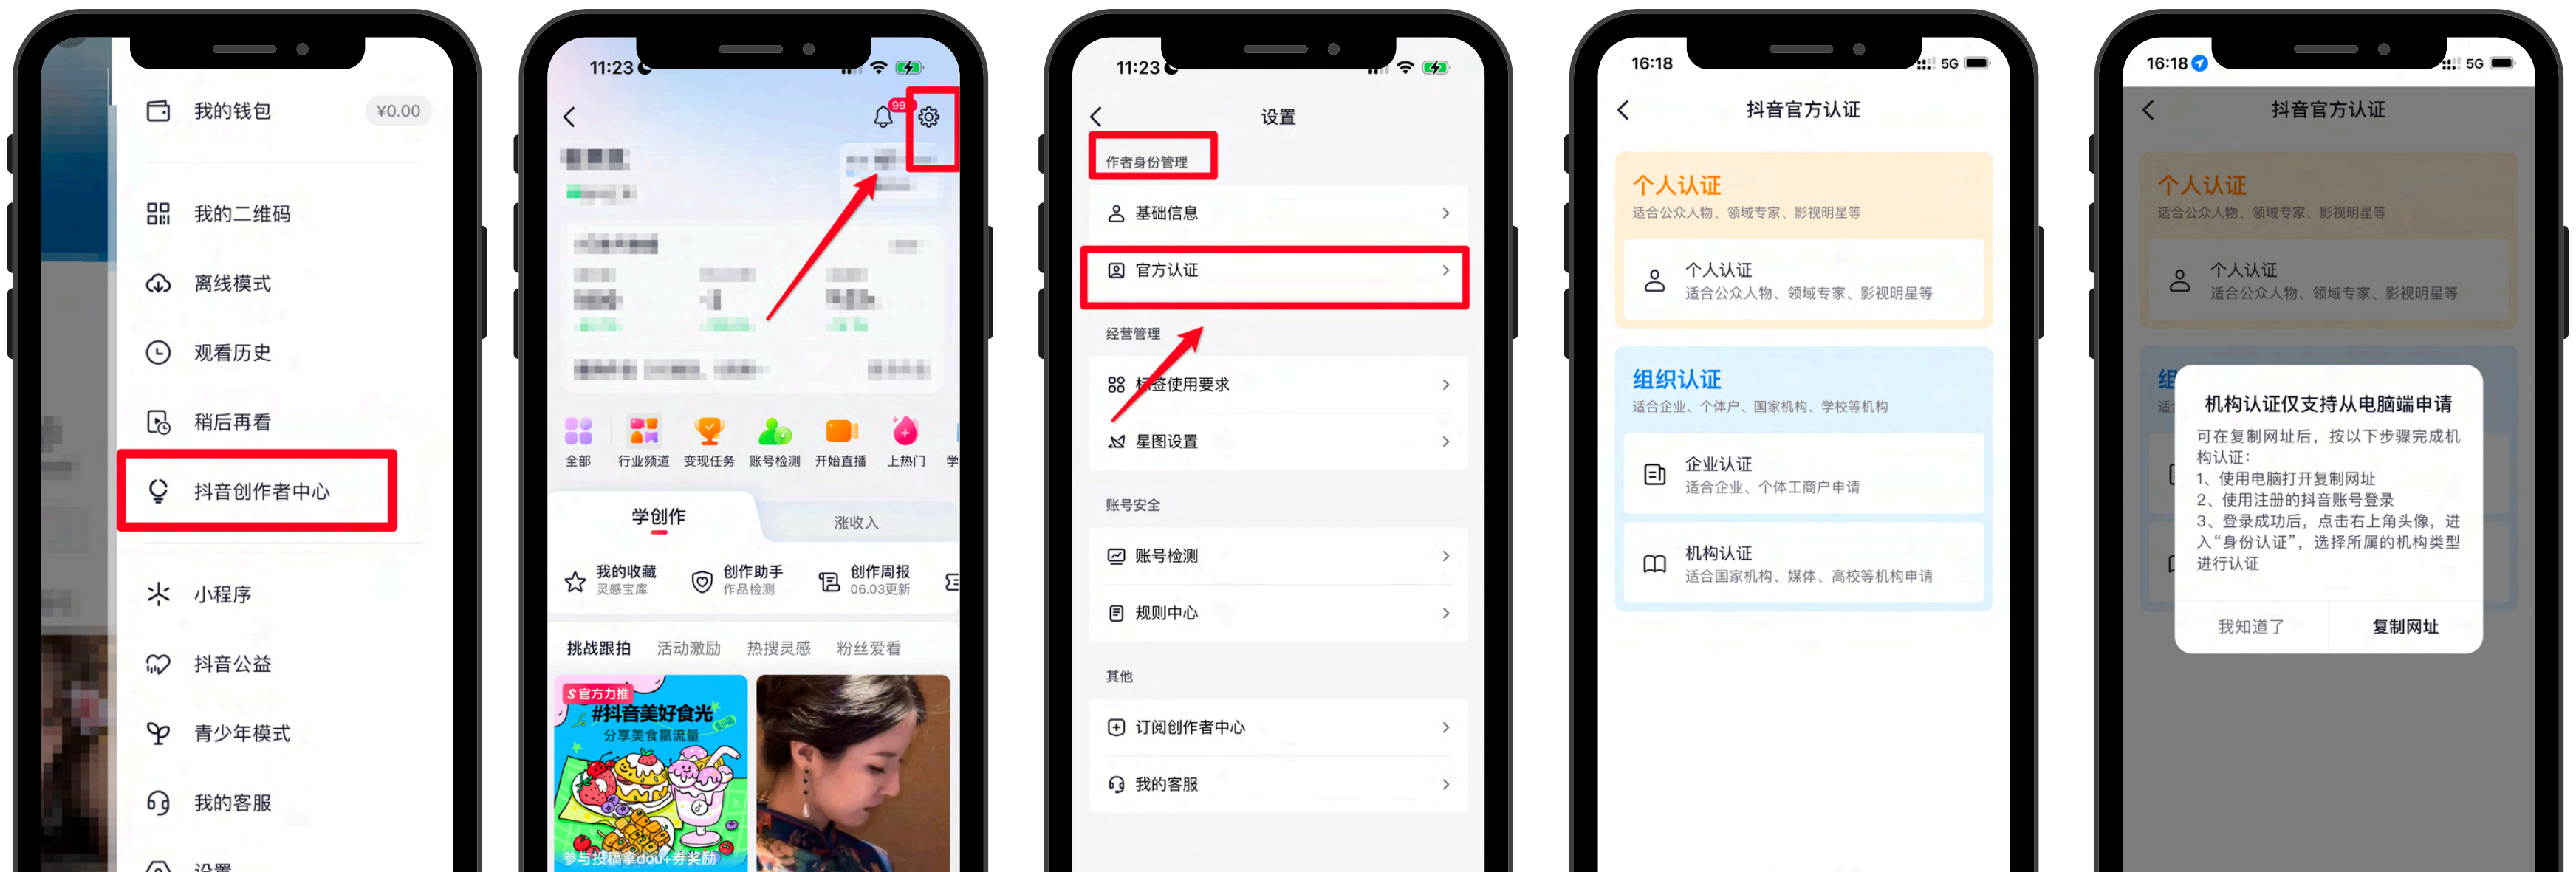 我的钱包
¥0.00
我的二维码
离线模式
观看历史
稍后再看
抖音创作者中心
小程序
抖音公益
青少年模式
我的客服
设置
11:23
99
全部
行业频道
变现任务
账号检测
开始直播
上热门
学
学创作
涨收入
我的收藏
灵感宝库
创作助手
作品检测
创作周报
06.03更新
挑战跟拍
活动激励
热搜灵感
粉丝爱看
官方力推
#抖音美好食光
分享美食赢流量
参与投稿拿dou+券奖励
11:23
设置
作者身份管理
基础信息
官方认证
经营管理
标签使用要求
星图设置
账号安全
账号检测
规则中心
其他
订阅创作者中心
我的客服
16:18
5G
抖音官方认证
个人认证
适合公众人物、领域专家、影视明星等
个人认证
适合公众人物、领域专家、影视明星等
组织认证
适合企业、个体户、国家机构、学校等机构
企业认证
适合企业、个体工商户申请
机构认证
适合国家机构、媒体、高校等机构申请
16:18
5G
抖音官方认证
个人认证
适合公众人物、领域专家、影视明星等
个人认证
适合公众人物、领域专家、影视明星等
机构认证仅支持从电脑端申请
可在复制网址后，按以下步骤完成机
构认证：
1、使用电脑打开复制网址
2、使用注册的抖音账号登录
3、登录成功后，点击右上角头像，进
入“身份认证”，选择所属的机构类型
进行认证
我知道了
复制网址